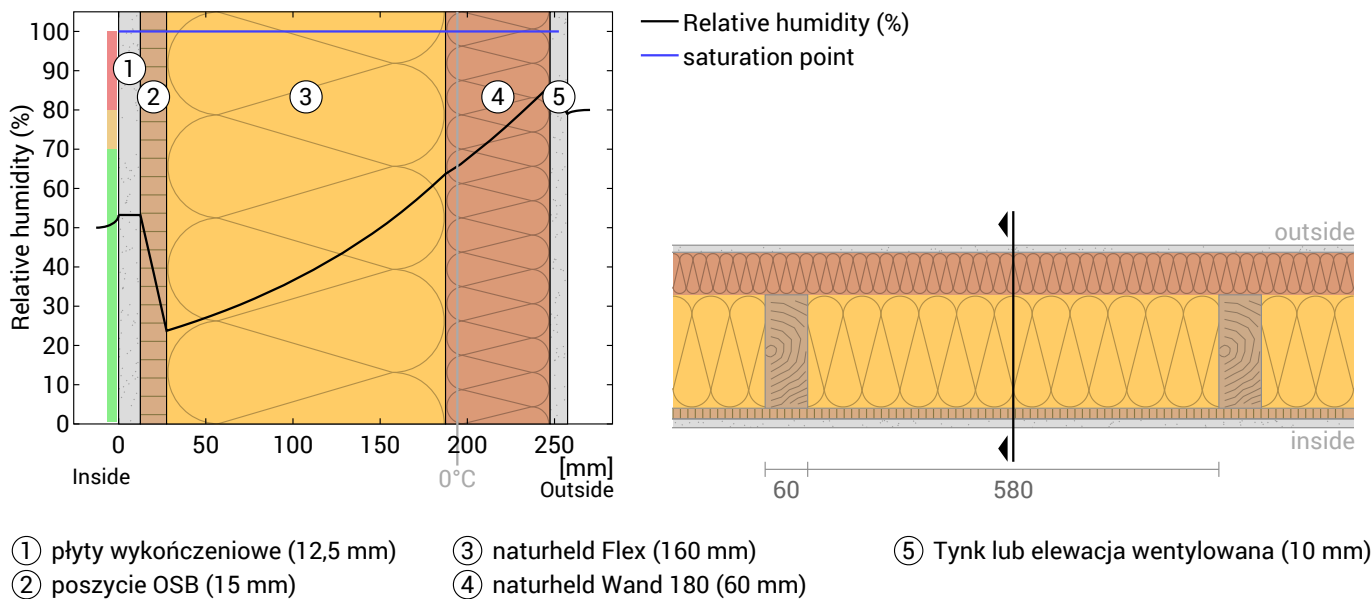 Relative humidity (%)
100
90
80
70
60
50
40
30
20
10
0
1
2
3
4
5
0
50
100
150
200
250
[mm]
Inside
0°C
Outside
Relative humidity (%)
saturation point
outside
inside
60
580
1 płyty wykończeniowe (12,5 mm)
2 poszycie OSB (15 mm)
3 naturheld Flex (160 mm)
4 naturheld Wand 180 (60 mm)
5 Tynk lub elewacja wentylowana (10 mm)